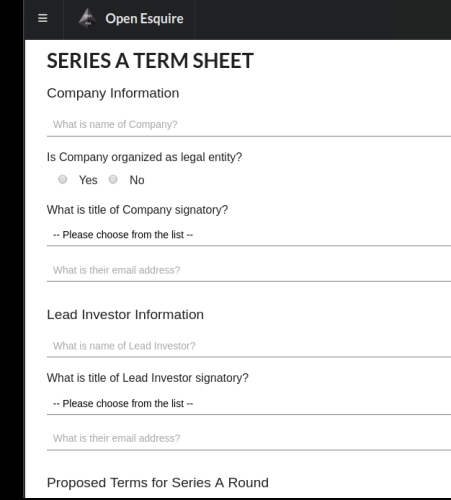 Open Esquire
SERIES A TERM SHEET
Company Information
What is name of Company?
Is Company organized as legal entity?
Yes No
What is title of Company signatory?
-- Please choose from the list --
What is their email address?
Lead Investor Information
What is name of Lead Investor?
What is title of Lead Investor signatory?
-- Please choose from the list --
What is their email address?
Proposed Terms for Series A Round